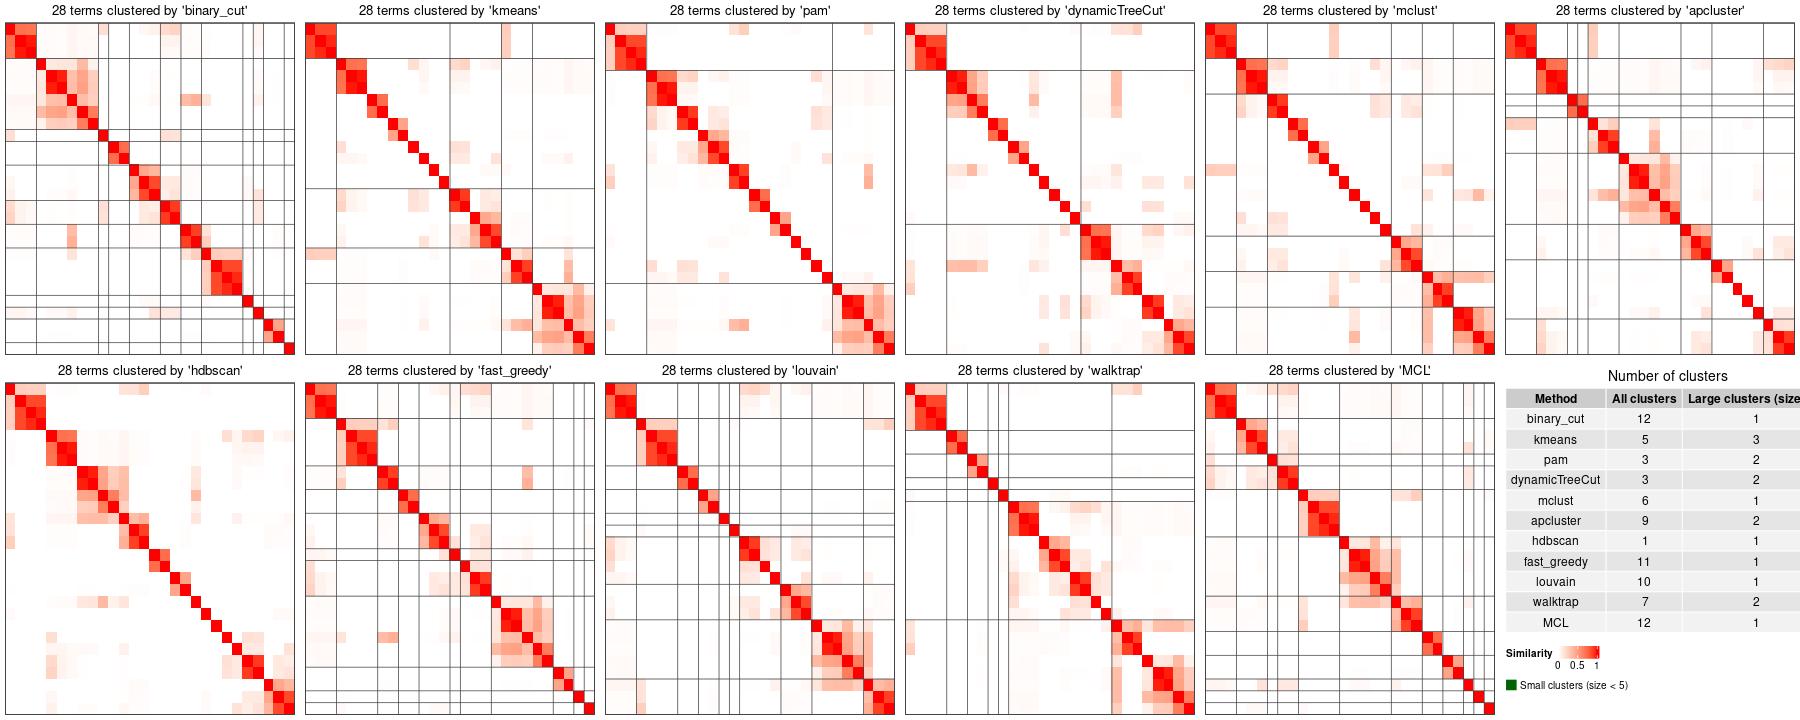 28 terms clustered by 'binary_cut'
28 terms clustered by 'kmeans'
28 terms clustered by 'pam'
28 terms clustered by 'dynamicTreeCut'
28 terms clustered by 'mclust'
28 terms clustered by 'apcluster'
28 terms clustered by 'hdbscan'
28 terms clustered by 'fast_greedy'
28 terms clustered by 'louvain'
28 terms clustered by 'walktrap'
28 terms clustered by 'MCL'
Number of clusters
Method All clusters Large clusters (size
binary_cut 12 1
kmeans 5 3
pam 3 2
dynamicTreeCut 3 2
mclust 6 1
apcluster 9 2
hdbscan 1 1
fast_greedy 11 1
louvain 10 1
walktrap 7 2
MCL 12 1
Similarity
0 0.5 1
Small clusters (size < 5)